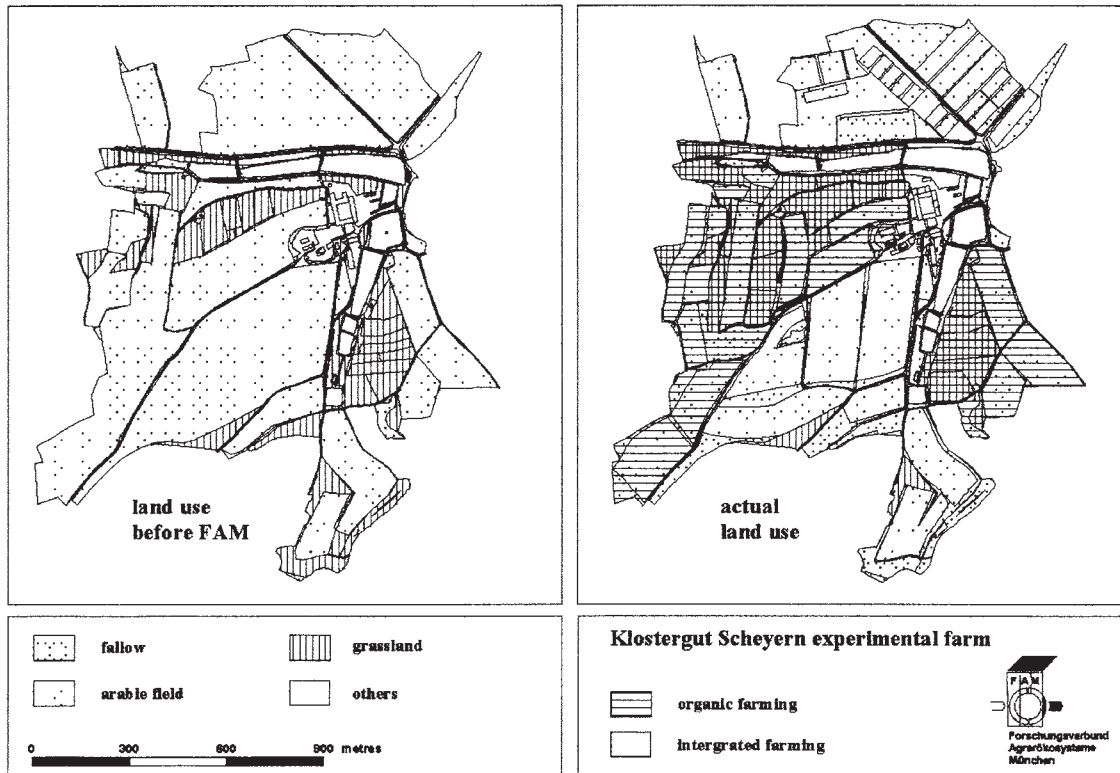 land use
before FAM
actual
land use
fallow
grassland
arable field
others
0 300 600 900 metres
Klostergut Scheyern experimental farm
organic farming
intergrated farming
F A M
Forschungsverbund
Agrarökosysteme
München